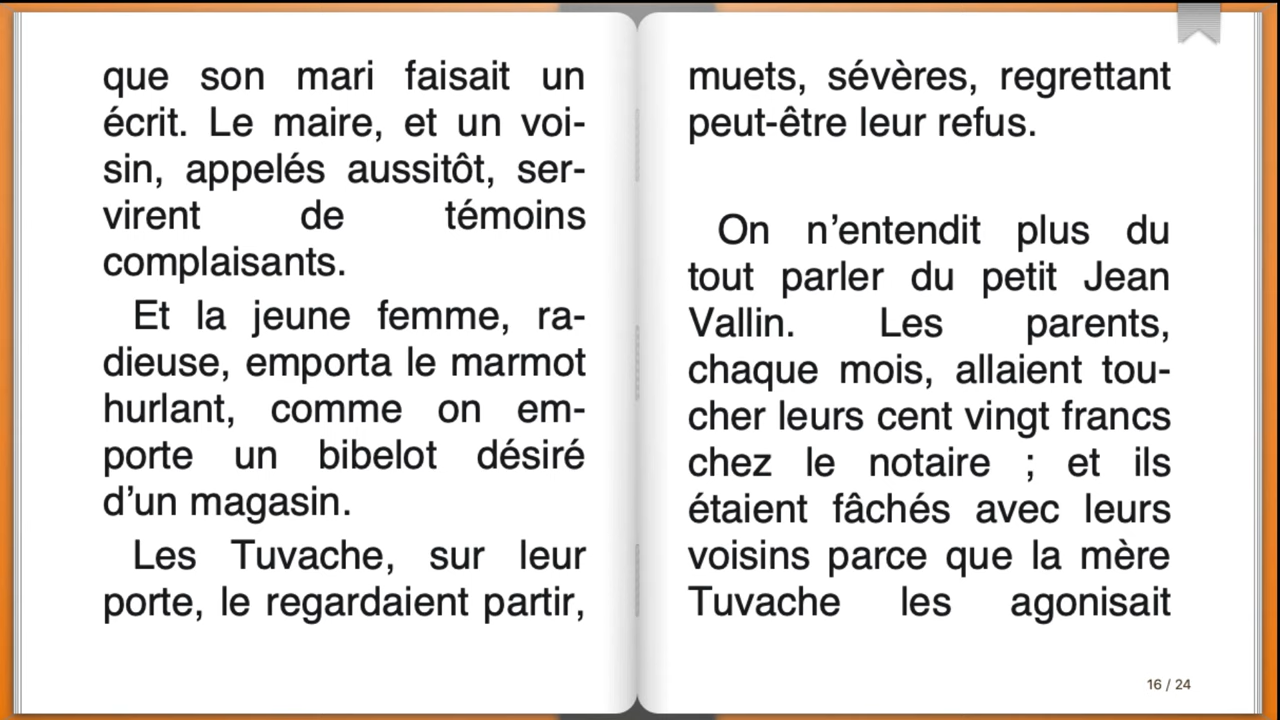 que son mari faisait un
écrit. Le maire, et un voi-
sin, appelés aussitôt, ser-
virent de témoins
complaisants.
Et la jeune femme, ra-
dieuse, emporta le marmot
hurlant, comme on em-
porte un bibelot désiré
d’un magasin.
Les Tuvache, sur leur
porte, le regardaient partir,
muets, sévères, regrettant
peut-être leur refus.
On n’entendit plus du
tout parler du petit Jean
Vallin. Les parents,
chaque mois, allaient tou-
cher leurs cent vingt francs
chez le notaire ; et ils
étaient fâchés avec leurs
voisins parce que la mère
Tuvache les agonisait
16 / 24